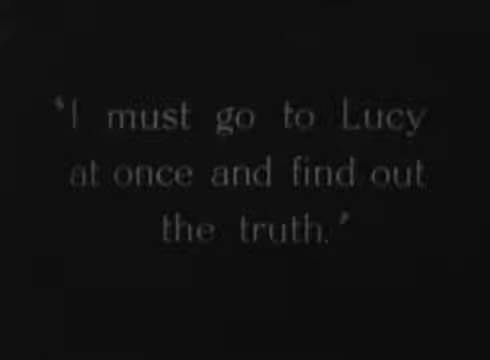 'I must go to Lucy
at once and find out
the truth.'